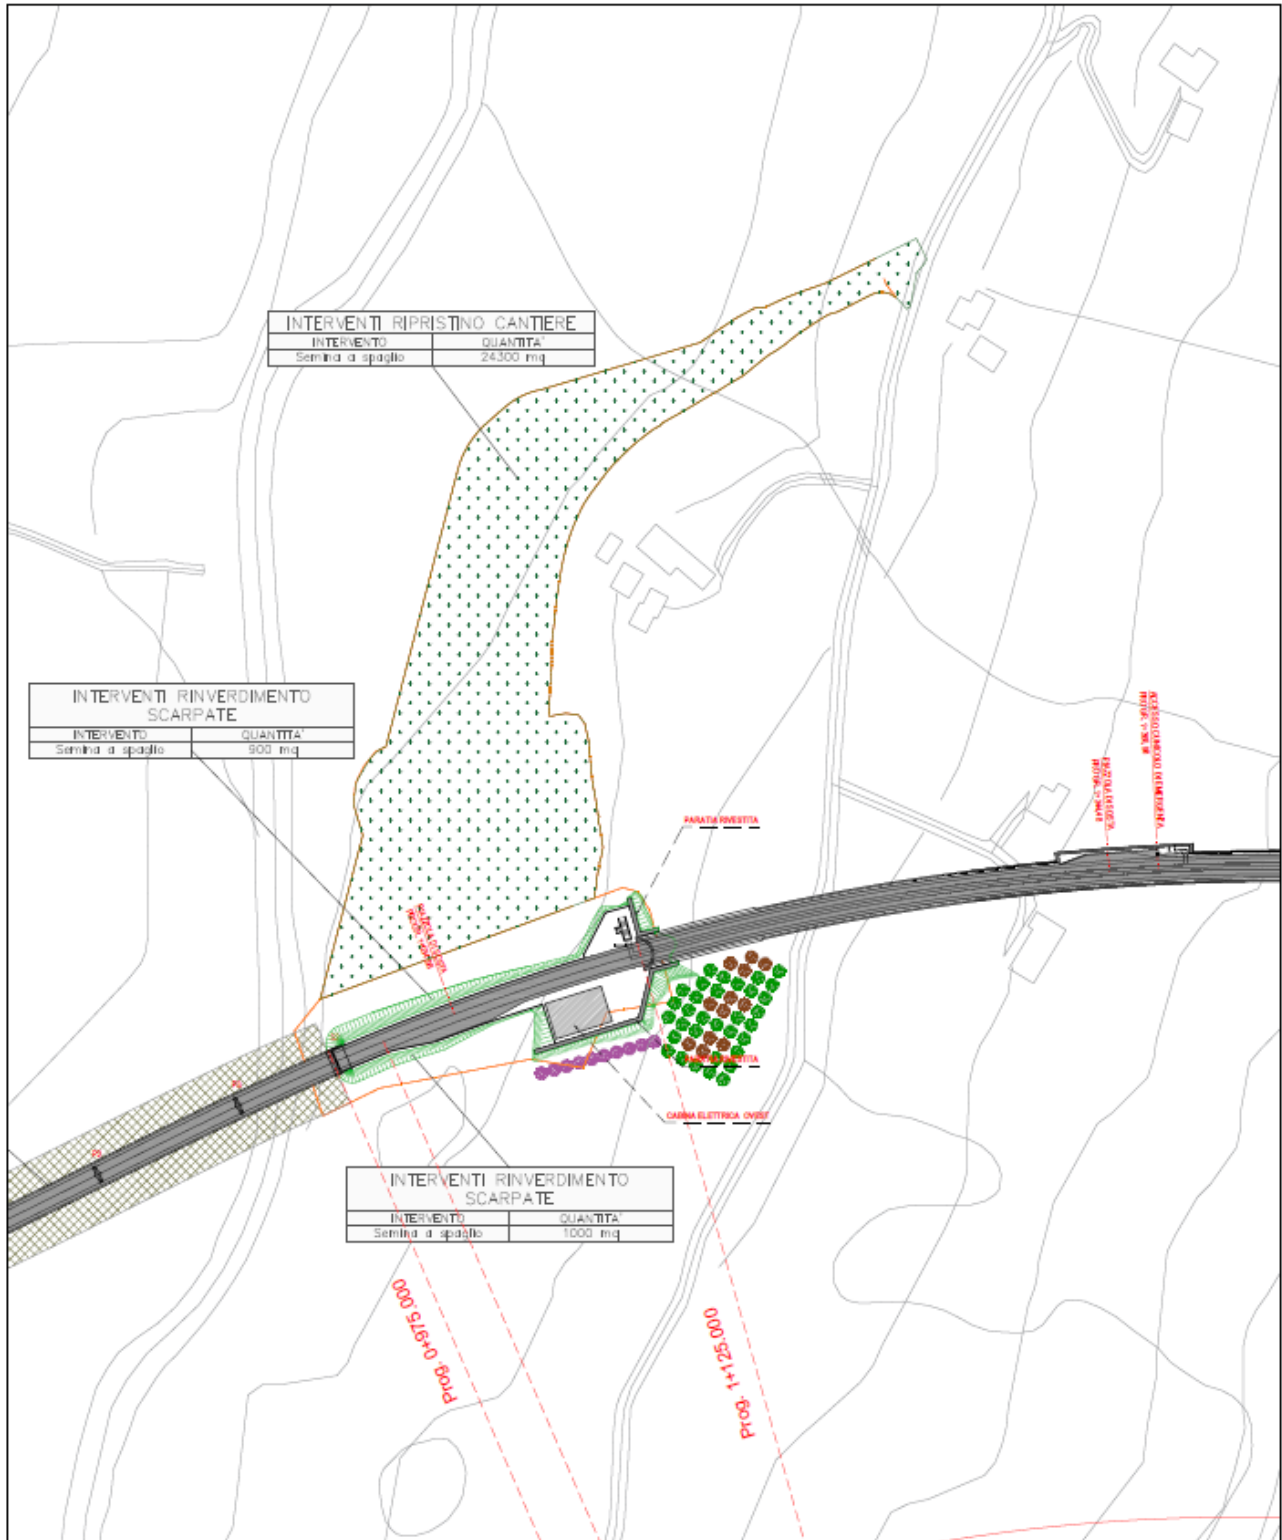 INTERVENTI RIPRISTINO CANTIERE
INTERVENTO QUANTITA'
Semina a spaglio 24300 mq
INTERVENTI RINVERDIMENTO
SCARPATE
INTERVENTO QUANTITA'
Semina a spaglio 900 mq
PARATIA RIVESTITA
PARATIA RIVESTITA
CABINA ELETTRICA OVEST
INTERVENTI RINVERDIMENTO
SCARPATE
INTERVENTO QUANTITA'
Semina a spaglio 1000 mq
Prog. 0+975.000
Prog. 1+125.000